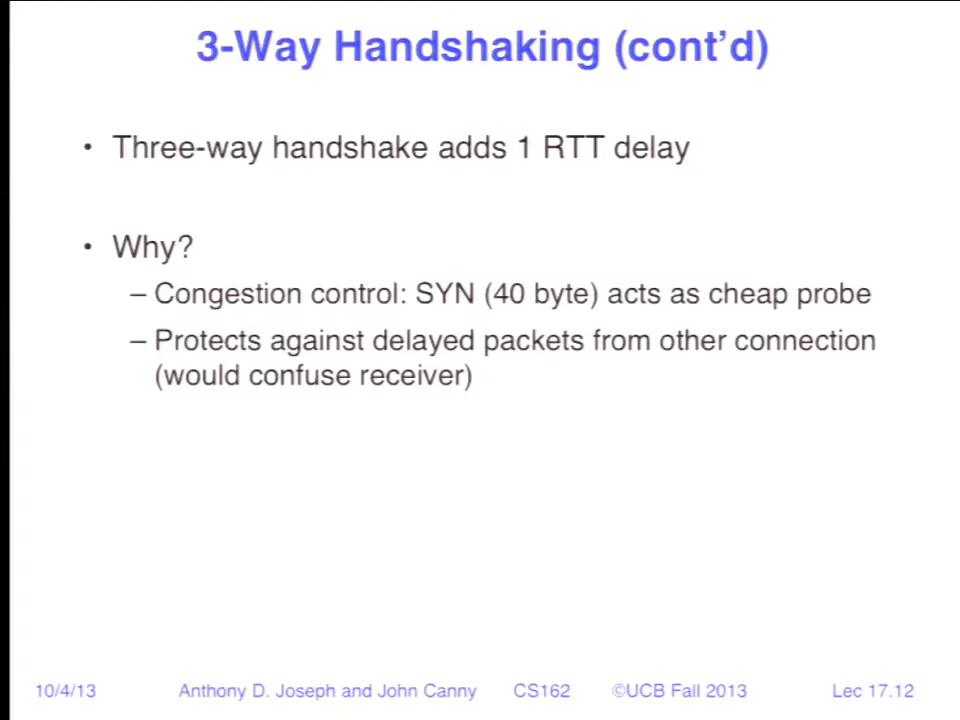 3-Way Handshaking (cont'd)
• Three-way handshake adds 1 RTT delay
• Why?
– Congestion control: SYN (40 byte) acts as cheap probe
– Protects against delayed packets from other connection
(would confuse receiver)
10/4/13 Anthony D. Joseph and John Canny CS162 ©UCB Fall 2013 Lec 17.12